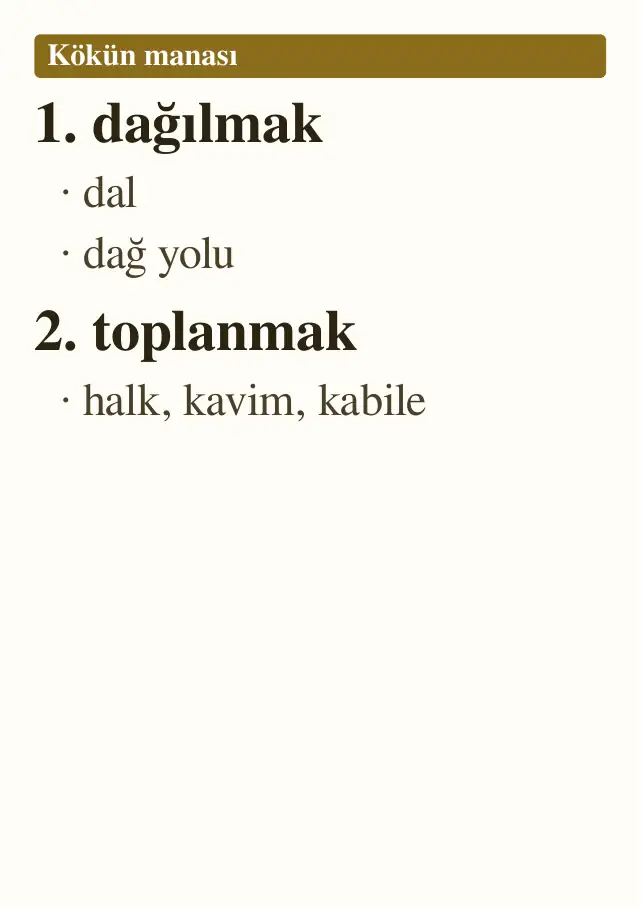 Kökün manası
1. dağılmak
· dal
· dağ yolu
2. toplanmak
· halk, kavim, kabile